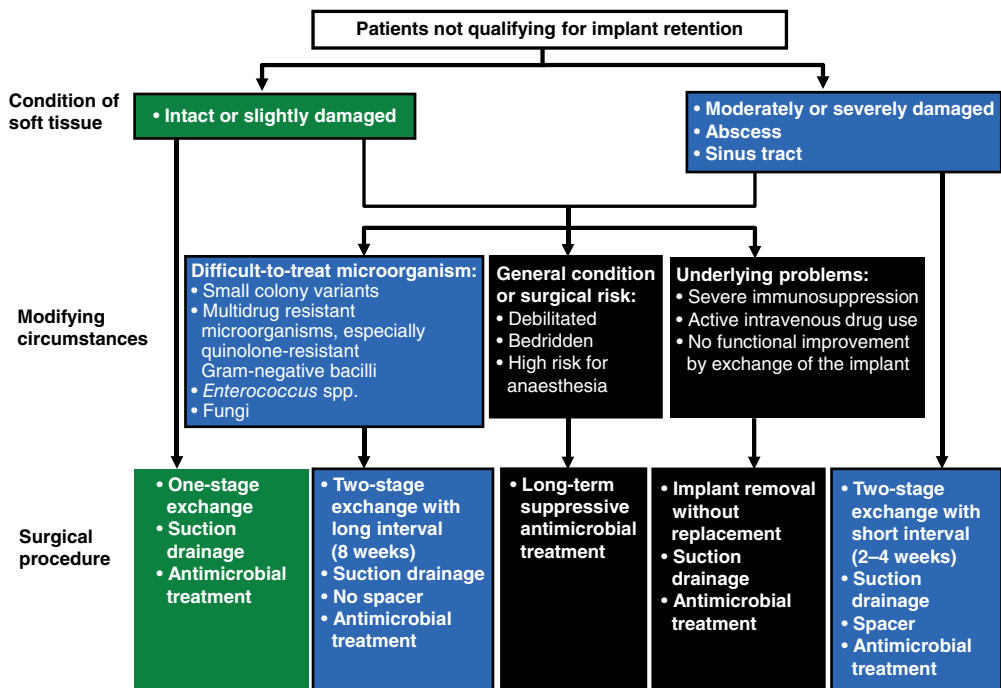 Patients not qualifying for implant retention
Condition of
soft tissue
• Intact or slightly damaged
• Moderately or severely damaged
• Abscess
• Sinus tract
Modifying
circumstances
Difficult-to-treat microorganism:
• Small colony variants
• Multidrug resistant
microorganisms, especially
quinolone-resistant
Gram-negative bacilli
• Enterococcus spp.
• Fungi
General condition
or surgical risk:
• Debilitated
• Bedridden
• High risk for
anaesthesia
Underlying problems:
• Severe immunosuppression
• Active intravenous drug use
• No functional improvement
by exchange of the implant
Surgical
procedure
• One-stage
exchange
• Suction
drainage
• Antimicrobial
treatment
• Two-stage
exchange with
long interval
(8 weeks)
• Suction drainage
• No spacer
• Antimicrobial
treatment
• Long-term
suppressive
antimicrobial
treatment
• Implant removal
without
replacement
• Suction
drainage
• Antimicrobial
treatment
• Two-stage
exchange with
short interval
(2–4 weeks)
• Suction
drainage
• Spacer
• Antimicrobial
treatment